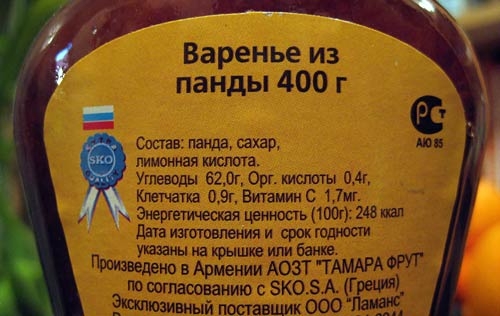 Варенье из
панды 400 г
РСТ
АЮ 85
SKO
Состав: панда, сахар,
лимонная кислота.
Углеводы 62,0г, Орг. кислоты 0,4г,
Клетчатка 0,9г, Витамин С 1,7мг.
Энергетическая ценность (100г): 248 ккал
Дата изготовления и срок годности
указаны на крышке или банке.
Произведено в Армении АОЗТ "ТАМАРА ФРУТ"
по согласованию с SKO.S.A. (Греция)
Эксклюзивный поставщик ООО "Ламанс"